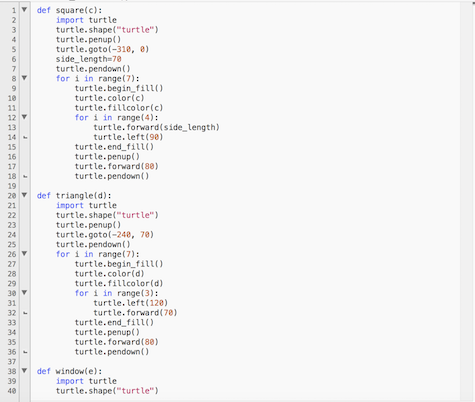 1 def square(c):
2 import turtle
3 turtle.shape("turtle")
4 turtle.penup()
5 turtle.goto(-310, 0)
6 side_length=70
7 turtle.pendown()
8 for i in range(7):
9 turtle.begin_fill()
10 turtle.color(c)
11 turtle.fillcolor(c)
12 for i in range(4):
13 turtle.forward(side_length)
14 turtle.left(90)
15 turtle.end_fill()
16 turtle.penup()
17 turtle.forward(80)
18 turtle.pendown()
19
20 def triangle(d):
21 import turtle
22 turtle.shape("turtle")
23 turtle.penup()
24 turtle.goto(-240, 70)
25 turtle.pendown()
26 for i in range(7):
27 turtle.begin_fill()
28 turtle.color(d)
29 turtle.fillcolor(d)
30 for i in range(3):
31 turtle.left(120)
32 turtle.forward(70)
33 turtle.end_fill()
34 turtle.penup()
35 turtle.forward(80)
36 turtle.pendown()
37
38 def window(e):
39 import turtle
40 turtle.shape("turtle")